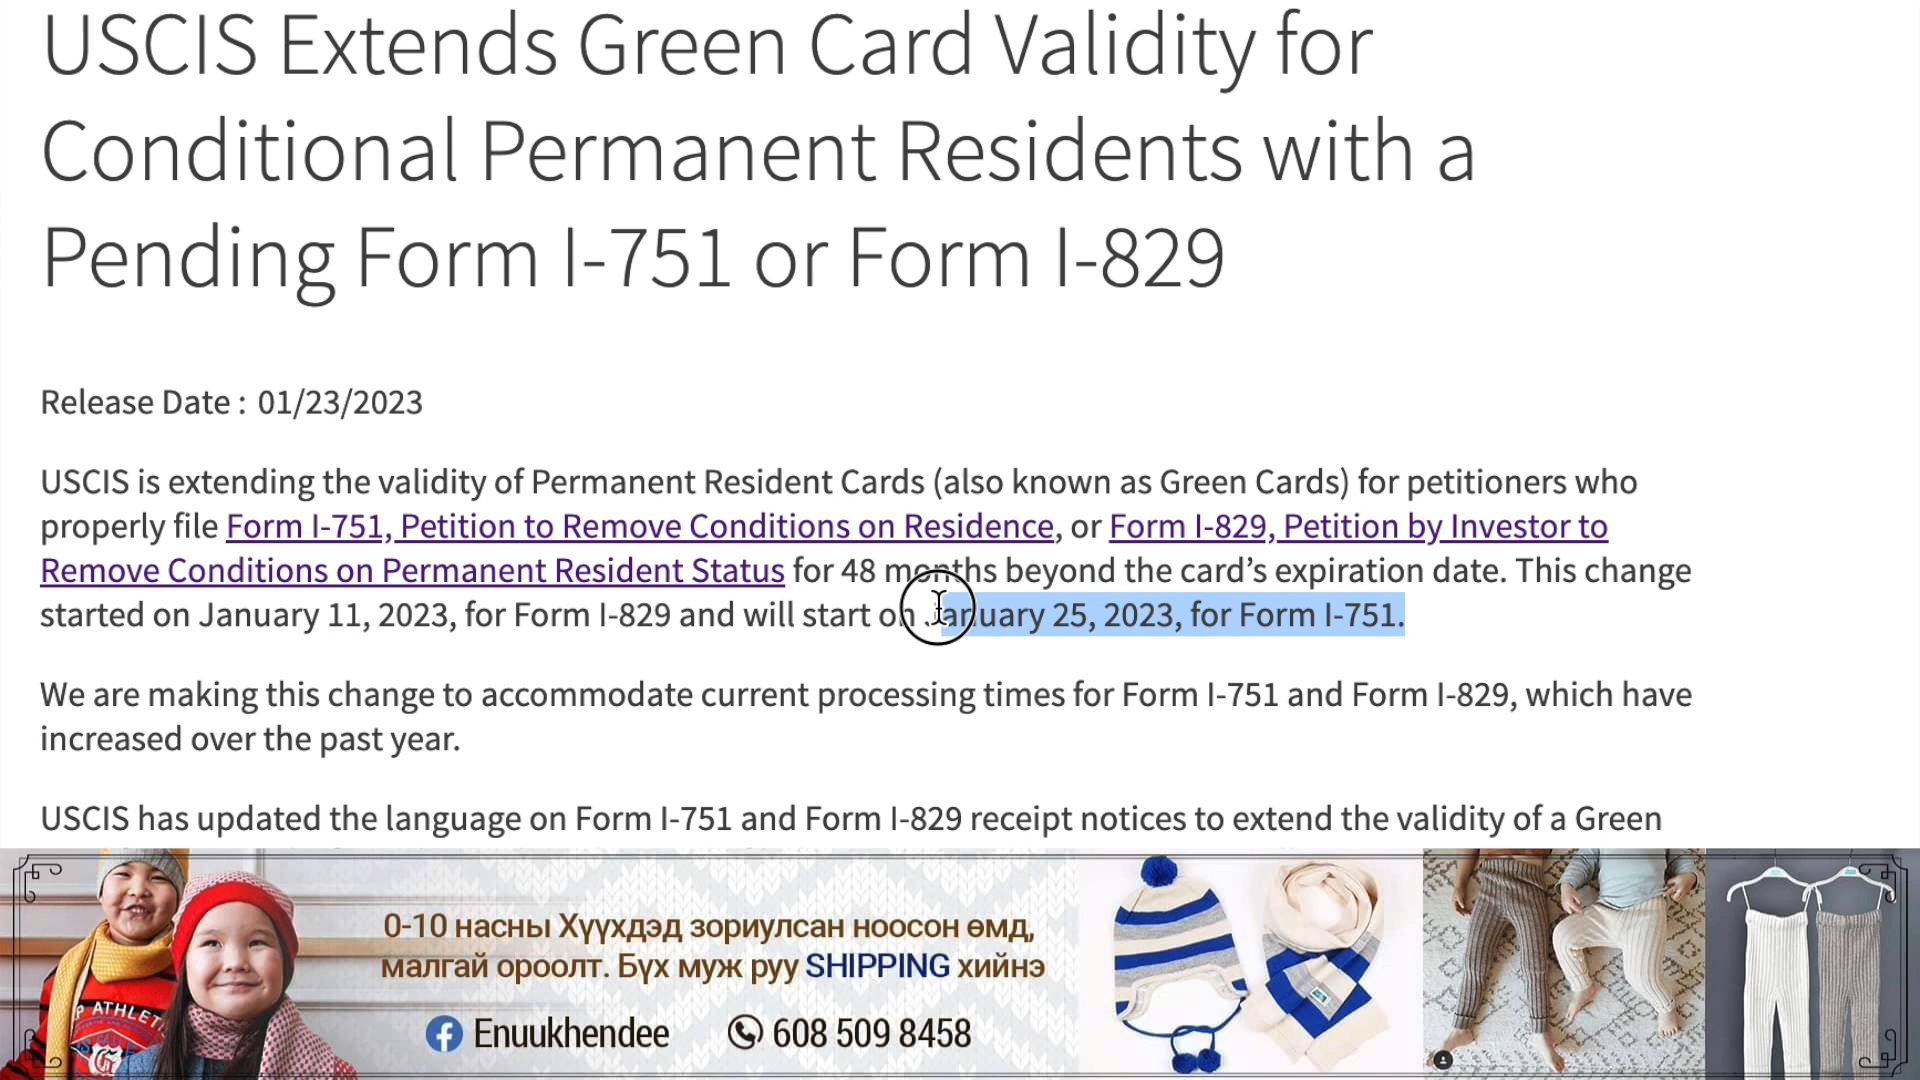 USCIS Extends Green Card Validity for
Conditional Permanent Residents with a
Pending Form I-751 or Form I-829
Release Date : 01/23/2023
USCIS is extending the validity of Permanent Resident Cards (also known as Green Cards) for petitioners who
properly file Form I-751, Petition to Remove Conditions on Residence, or Form I-829, Petition by Investor to
Remove Conditions on Permanent Resident Status for 48 months beyond the card’s expiration date. This change
started on January 11, 2023, for Form I-829 and will start on January 25, 2023, for Form I-751.
We are making this change to accommodate current processing times for Form I-751 and Form I-829, which have
increased over the past year.
USCIS has updated the language on Form I-751 and Form I-829 receipt notices to extend the validity of a Green
0-10 насны Хүүхдэд зориулсан ноосон өмд,
малгай ороолт. Бүх муж руу SHIPPING хийнэ
Enuukhendee 608 509 8458